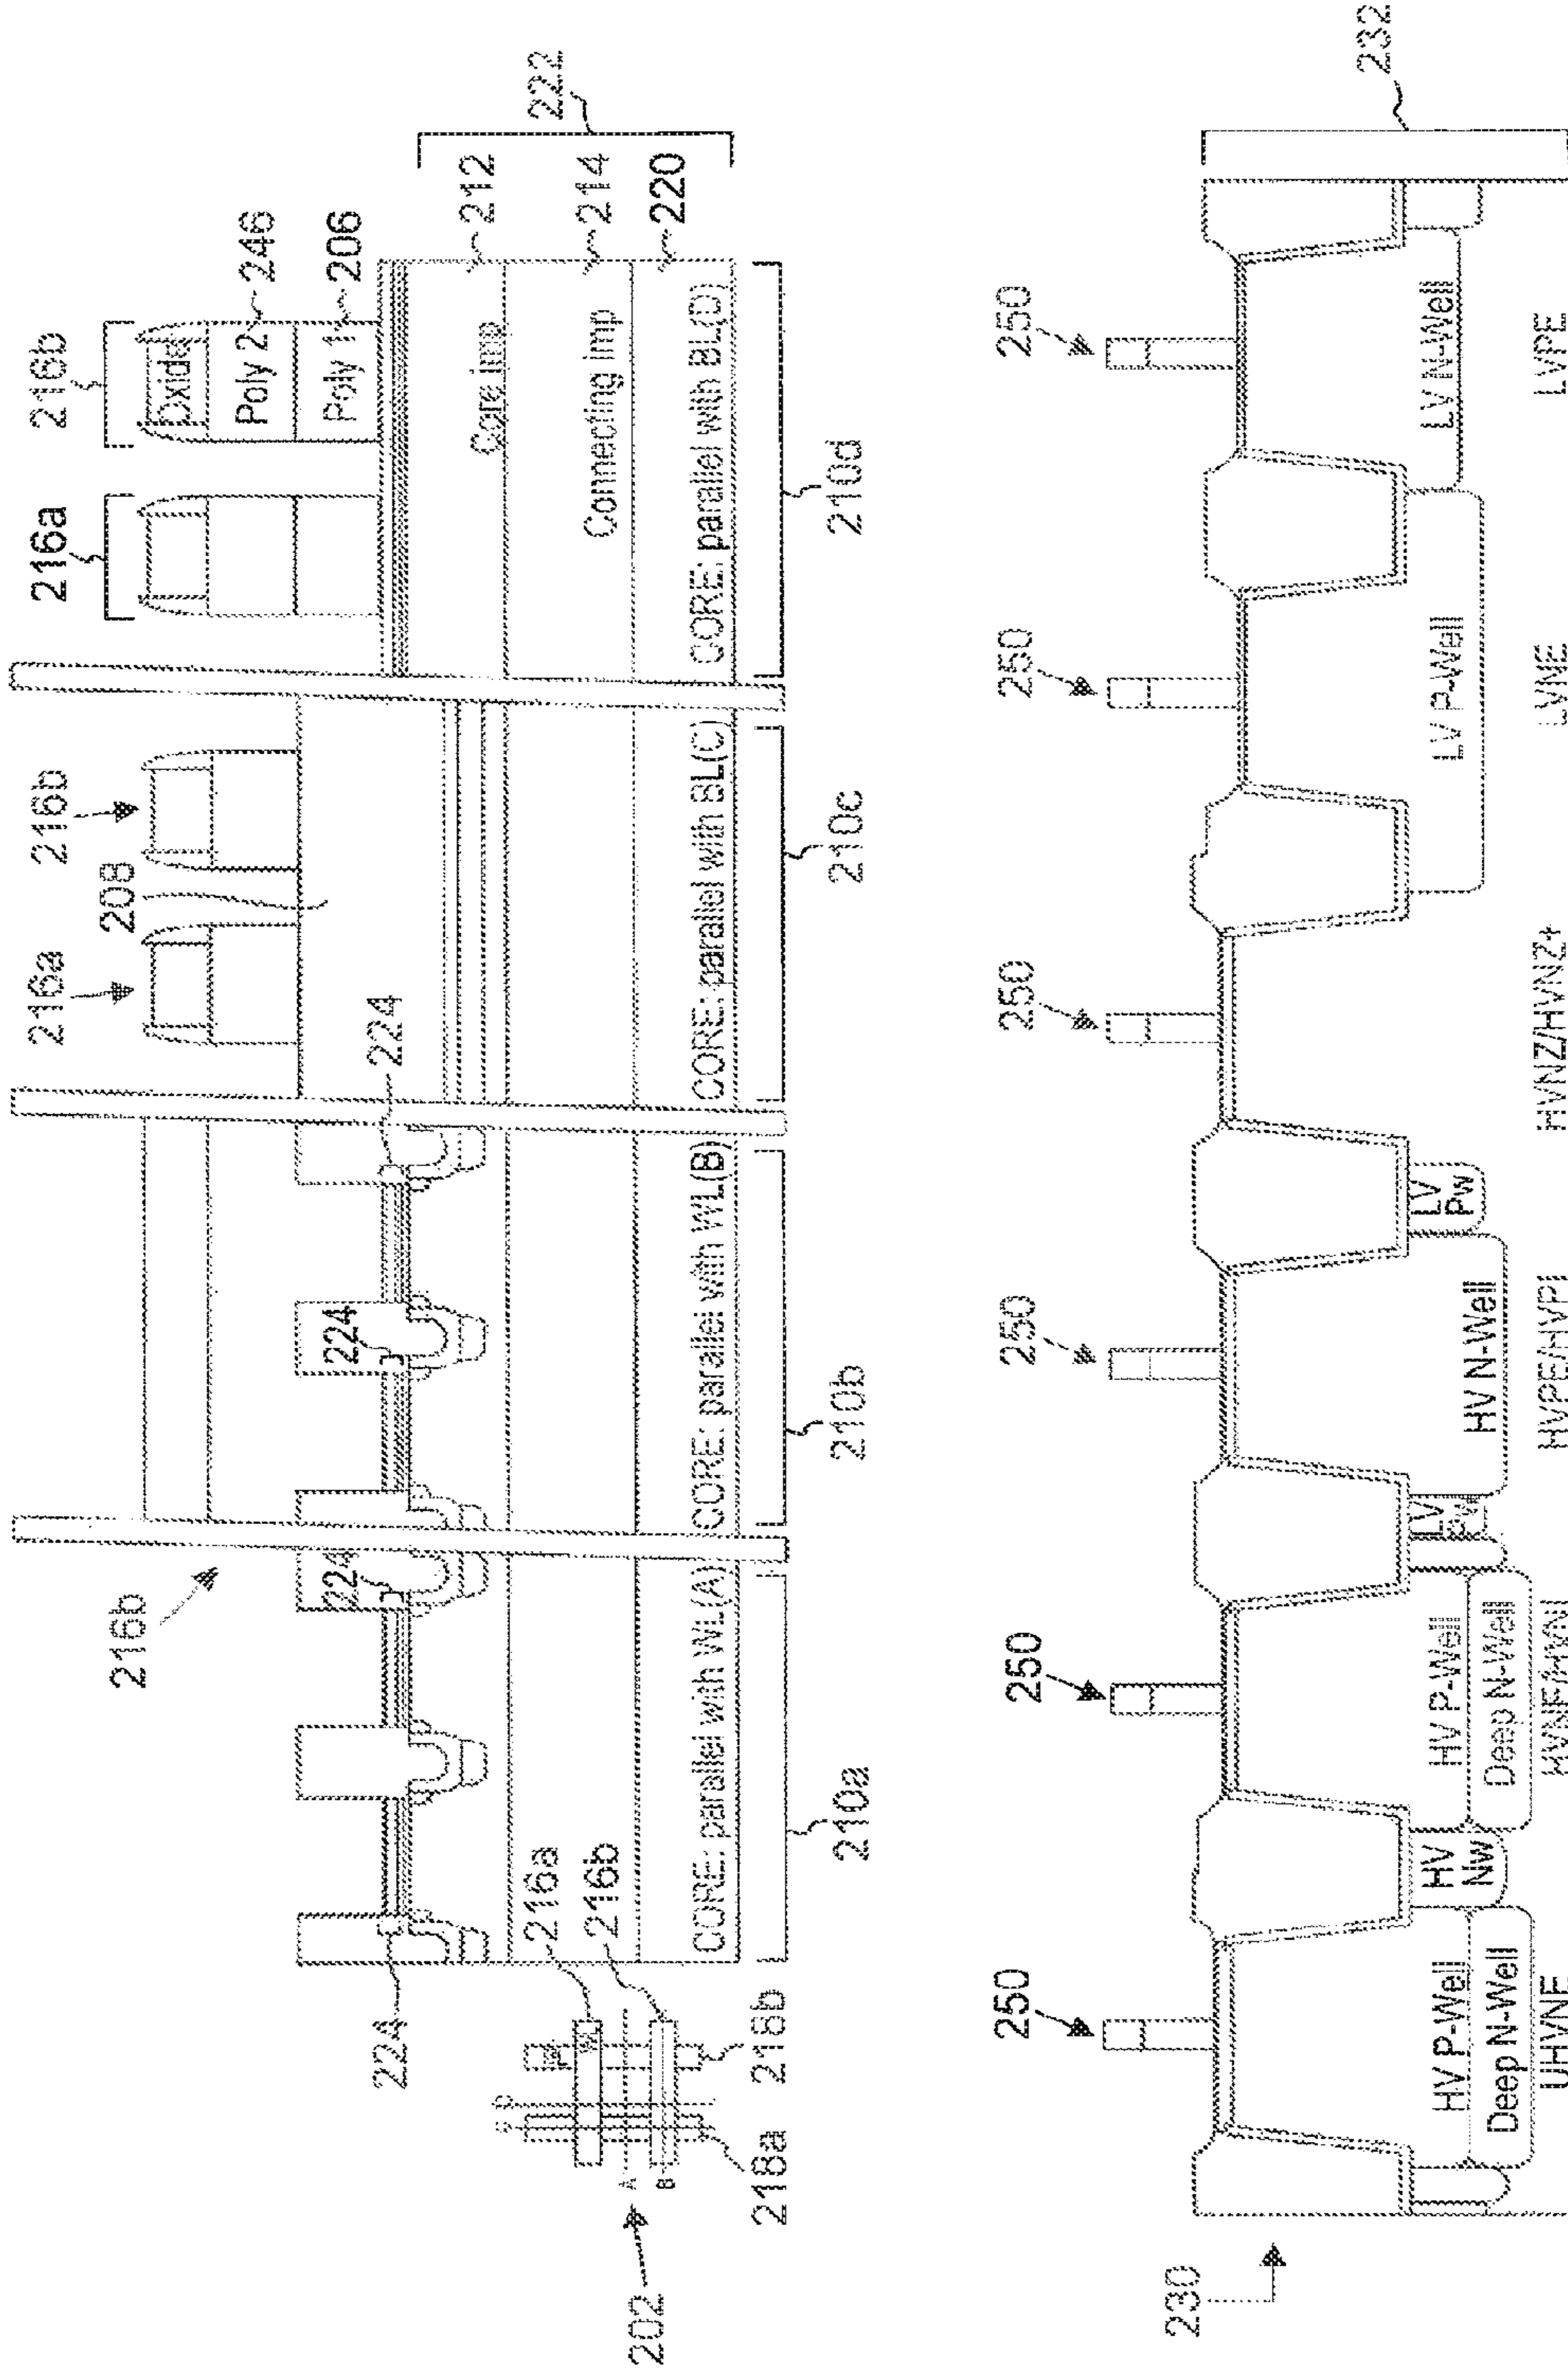 216b
216a
216b
216a
216b
Oxide
Poly 2
246
Poly 1
206
208
224
224
224
224
212
222
Core imp
214
Connecting imp
220
CORE: parallel with WL(A)
CORE: parallel with WL(B)
CORE: parallel with BL(C)
CORE: parallel with BL(D)
210a
210b
210c
210d
216a
216b
WL
A
B
D
202
218a
218b
250
250
250
250
250
250
230
232
HV P-Well
Deep N-Well
HV
Nw
HV P-Well
Deep N-Well
LV
Pw
HV N-Well
LV
Pw
LV P-Well
LV N-Well
UHVNE
HVNE/HVNI
HVPE/HVPI
HVNZ/HVNZ+
LVNE
LVPE